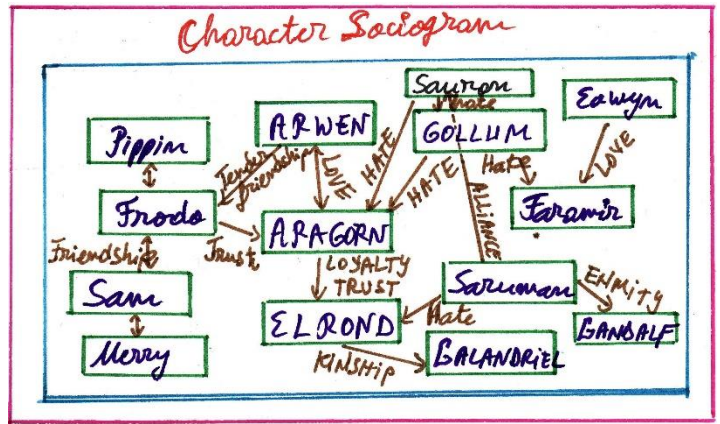 Character Sociogram
Sauron
hate
Eowyn
ARWEN
GOLLUM
Pippin
Tender
friendship
LOVE
HATE
HATE
Hate
LOVE
Frodo
Faramir
ARAGORN
ALLIANCE
Friendship
Trust
LOYALTY
TRUST
Saruman
ENMITY
Sam
Hate
ELROND
GANDALF
Merry
KINSHIP
GALANDRIEL